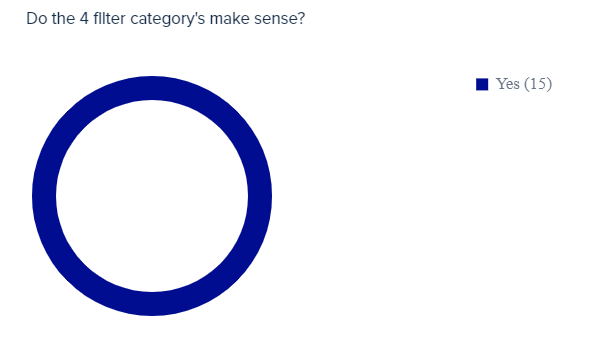 Do the 4 filter category's make sense?
Yes (15)